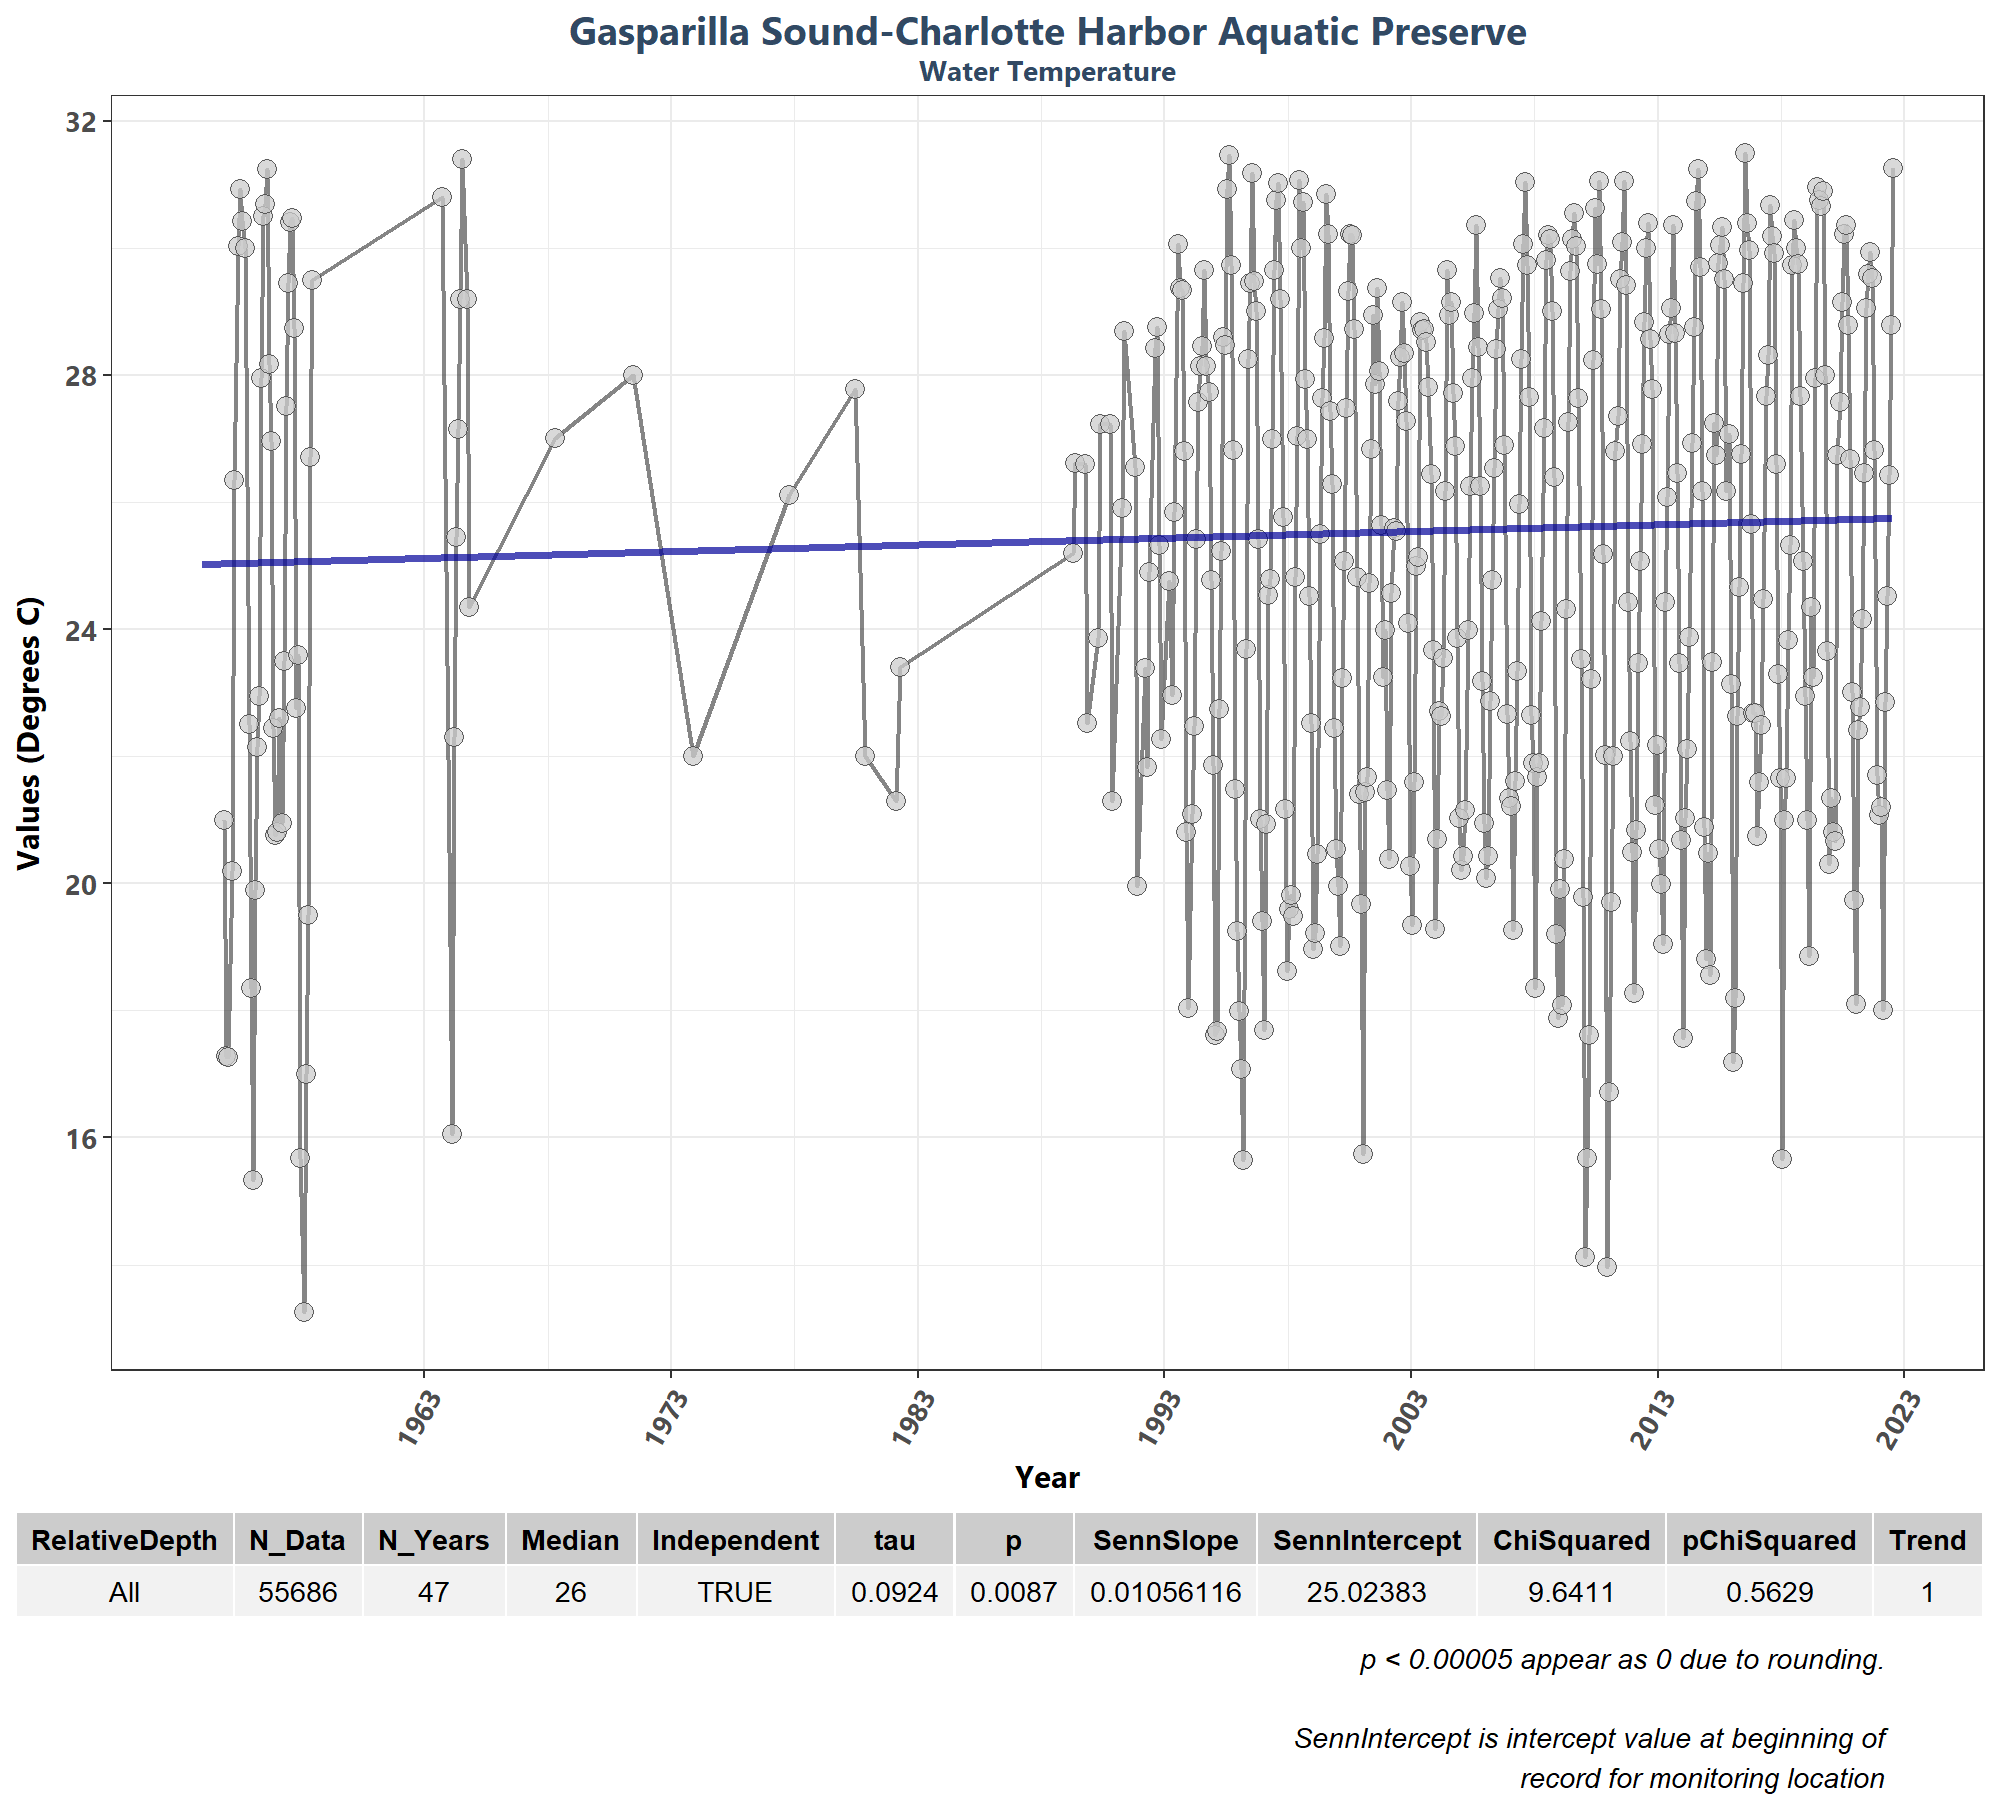 Gasparilla Sound-Charlotte Harbor Aquatic Preserve
Water Temperature
32
28
24
20
16
Values (Degrees C)
1963
1973
1983
1993
2003
2013
2023
Year
RelativeDepth N_Data N_Years Median Independent tau p SennSlope SennIntercept ChiSquared pChiSquared Trend
All 55686 47 26 TRUE 0.0924 0.0087 0.01056116 25.02383 9.6411 0.5629 1
p < 0.00005 appear as 0 due to rounding.
SennIntercept is intercept value at beginning of
record for monitoring location